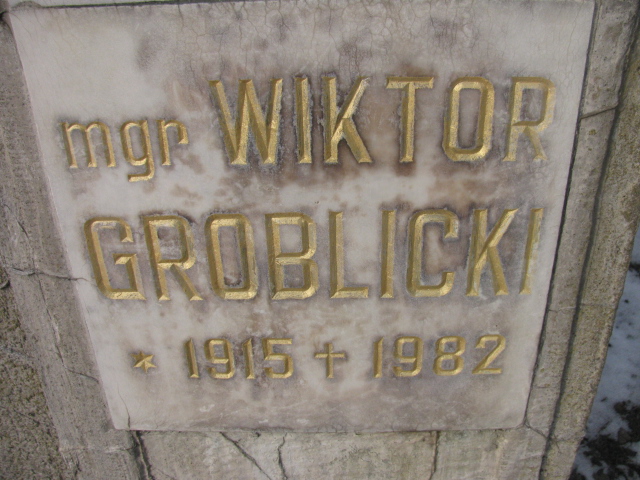 mgr WIKTOR
GROBLICKI
* 1915 + 1982